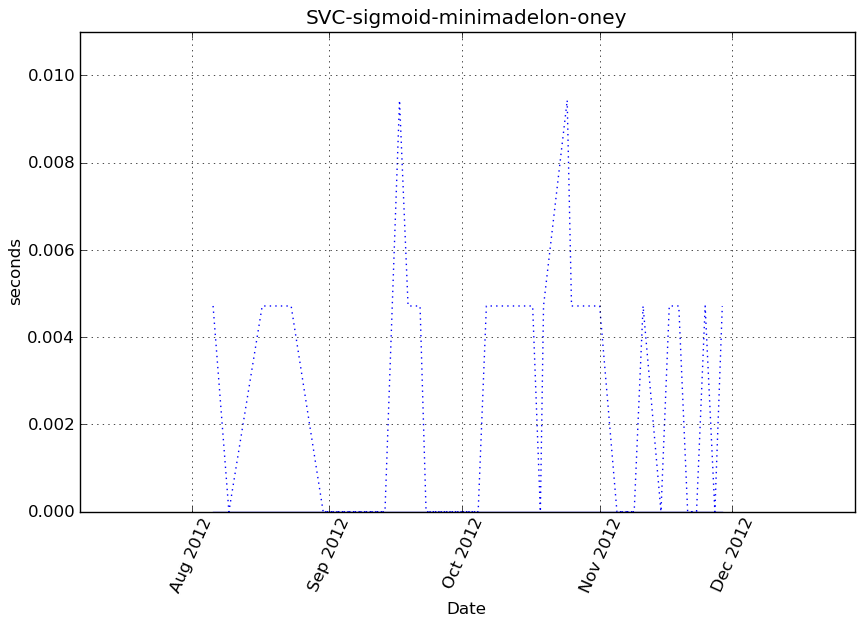 SVC-sigmoid-minimadelon-oney
0.010
0.008
0.006
0.004
0.002
0.000
seconds
Aug 2012
Sep 2012
Oct 2012
Nov 2012
Dec 2012
Date